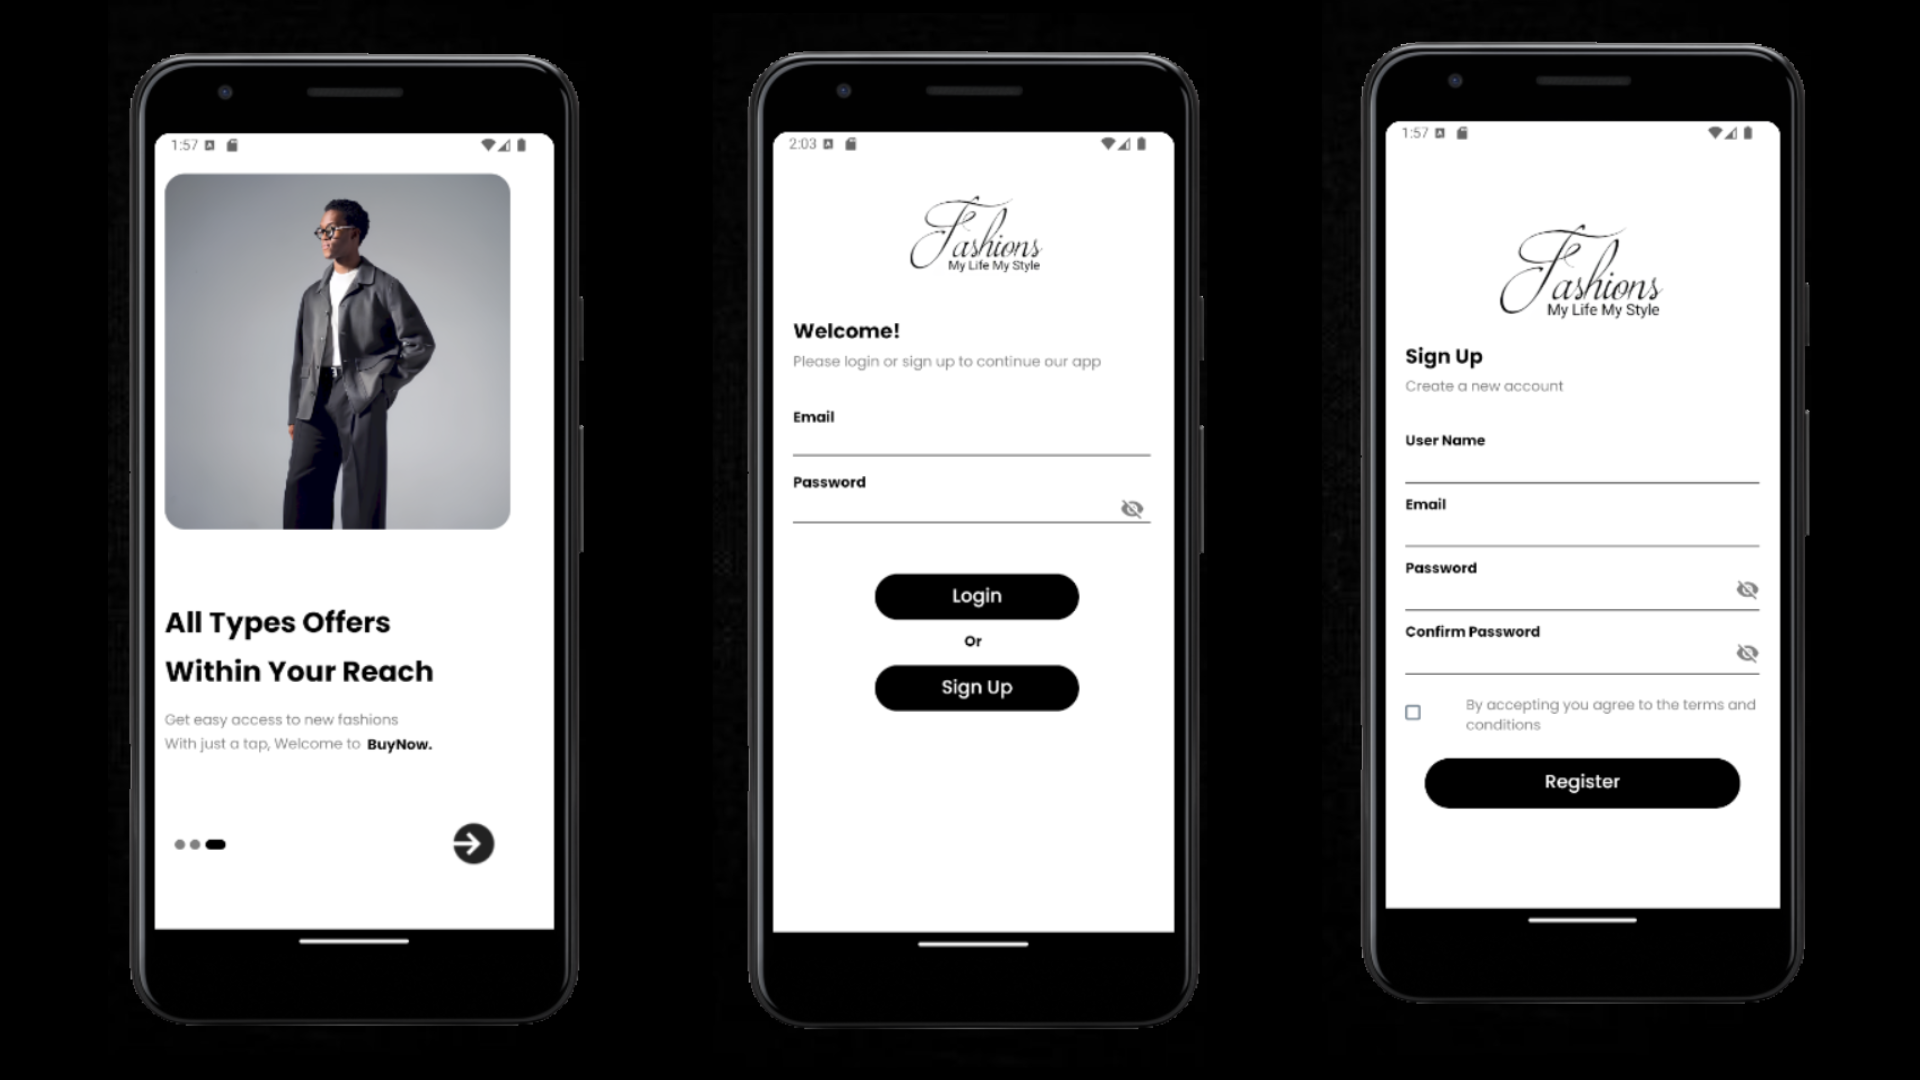 1:57
All Types Offers
Within Your Reach
Get easy access to new fashions
With just a tap, Welcome to BuyNow.
2:03
Fashions
My Life My Style
Welcome!
Please login or sign up to continue our app
Email
Password
Login
Or
Sign Up
1:57
Fashions
My Life My Style
Sign Up
Create a new account
User Name
Email
Password
Confirm Password
By accepting you agree to the terms and
conditions
Register